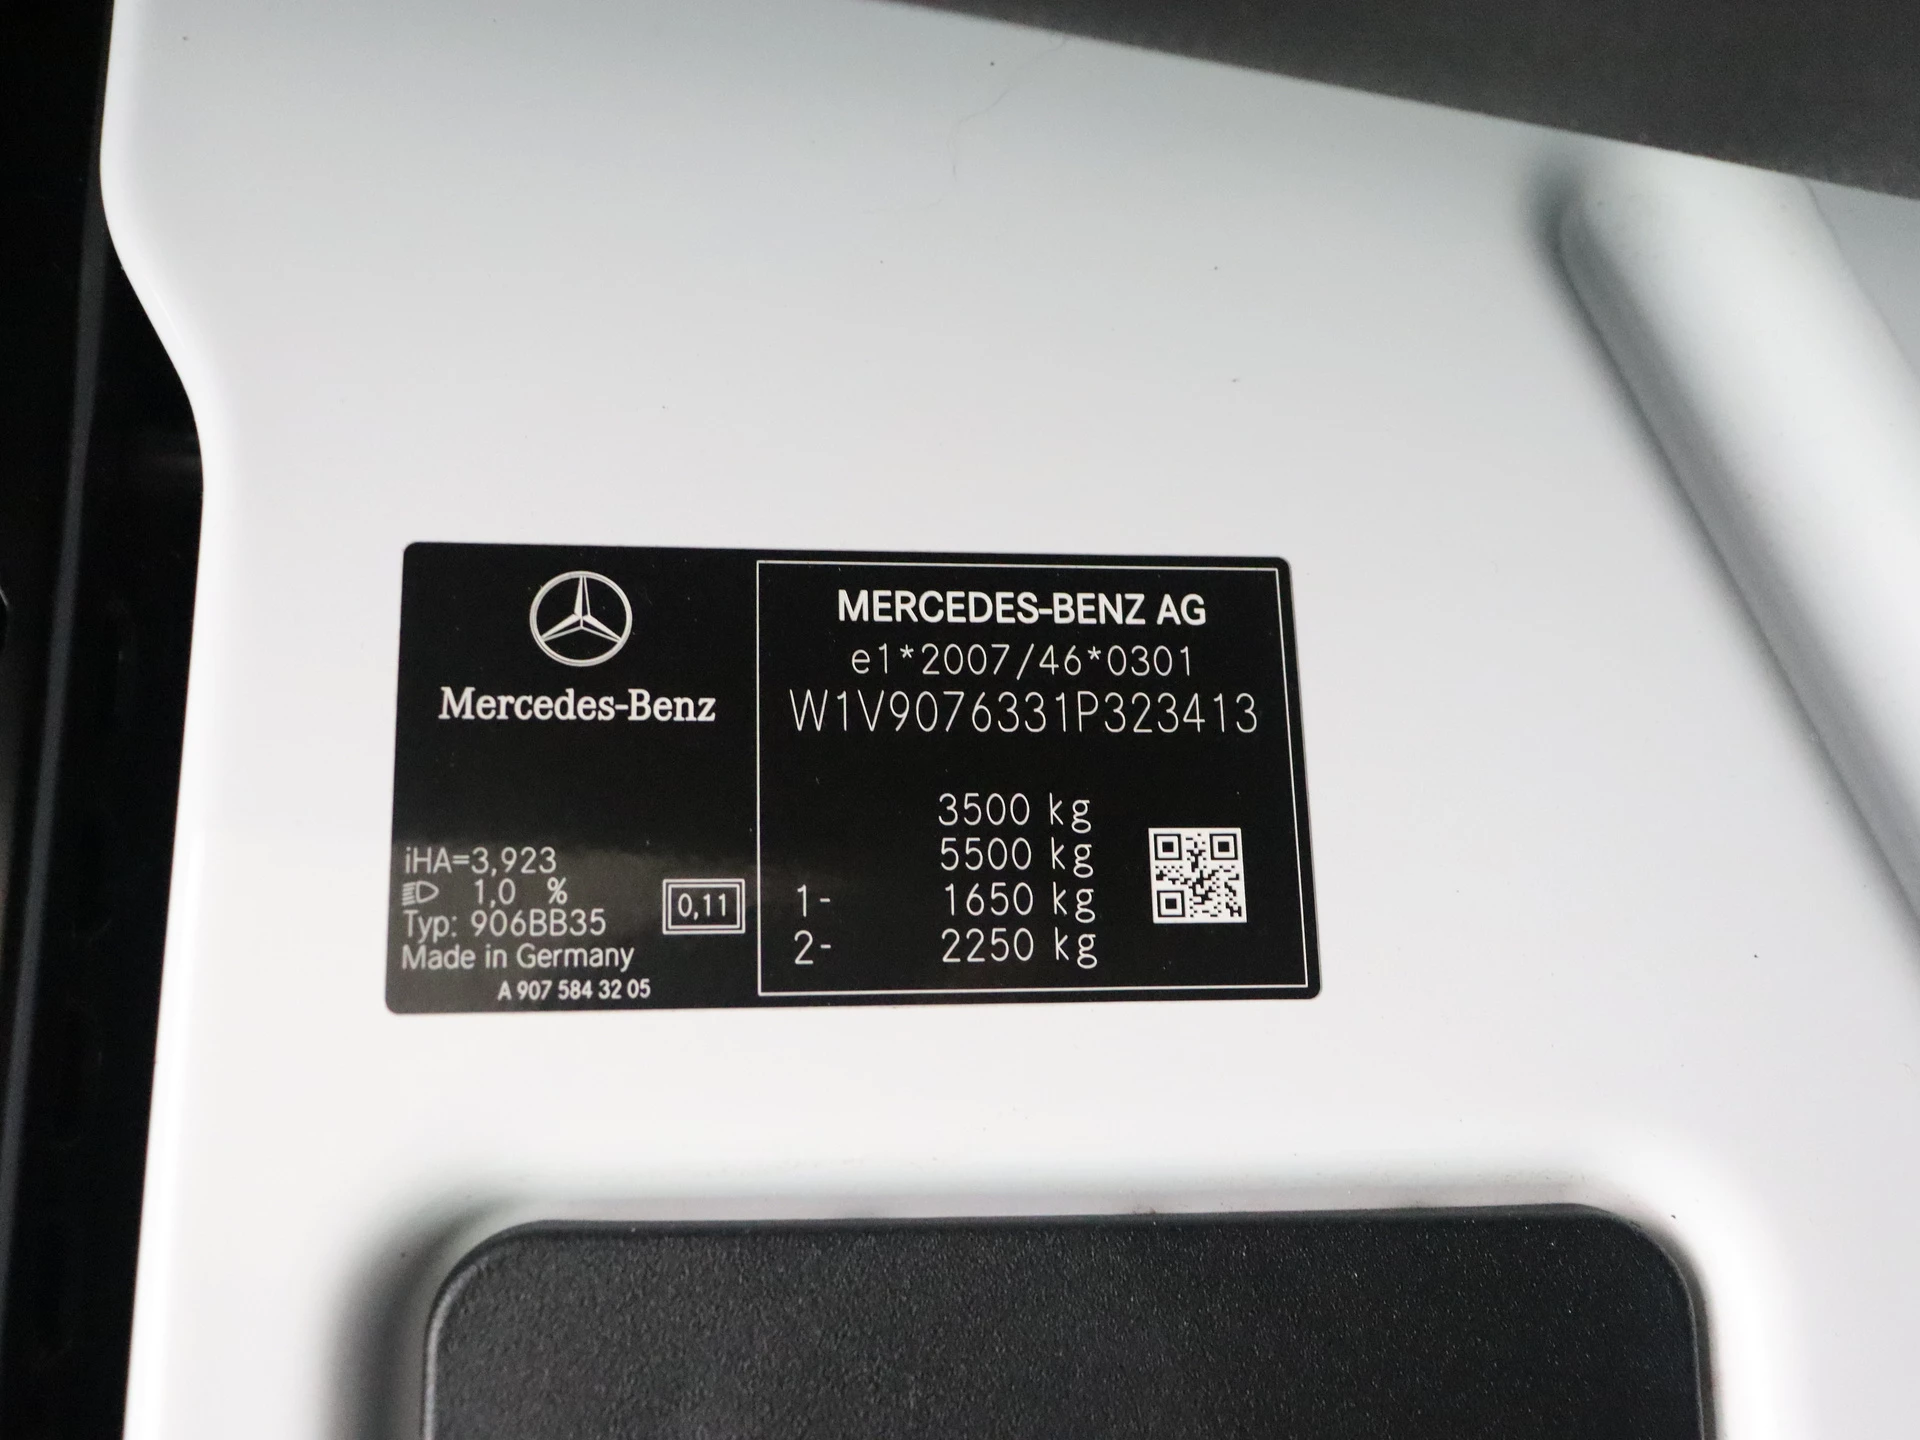 Mercedes-Benz
iHA=3,923
1,0 %
Typ: 906BB35
Made in Germany
A 907 584 32 05
0,11
MERCEDES-BENZ AG
e1*2007/46*0301
W1V9076331P323413
3500 kg
5500 kg
1- 1650 kg
2- 2250 kg